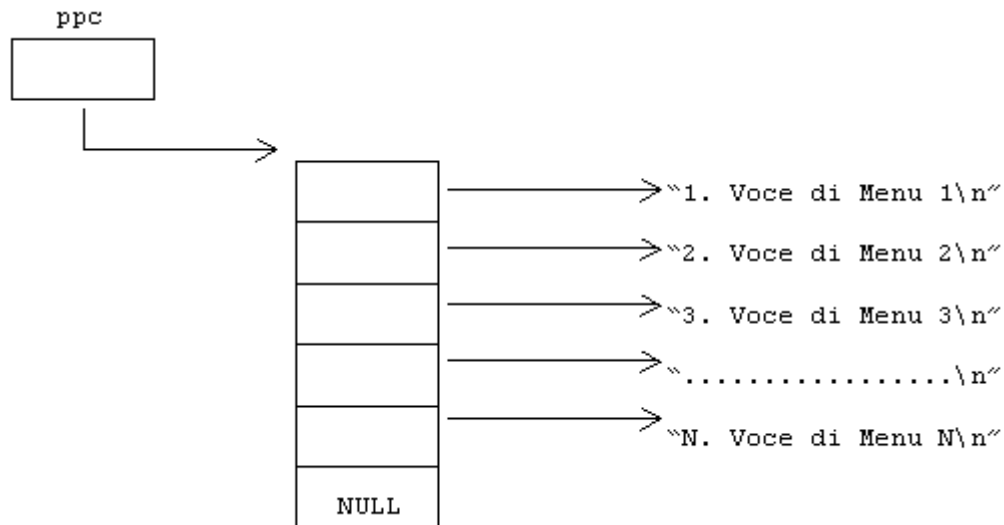 ppc
“1. Voce di Menu 1\n”
“2. Voce di Menu 2\n”
“3. Voce di Menu 3\n”
“.................\n”
“N. Voce di Menu N\n”
NULL